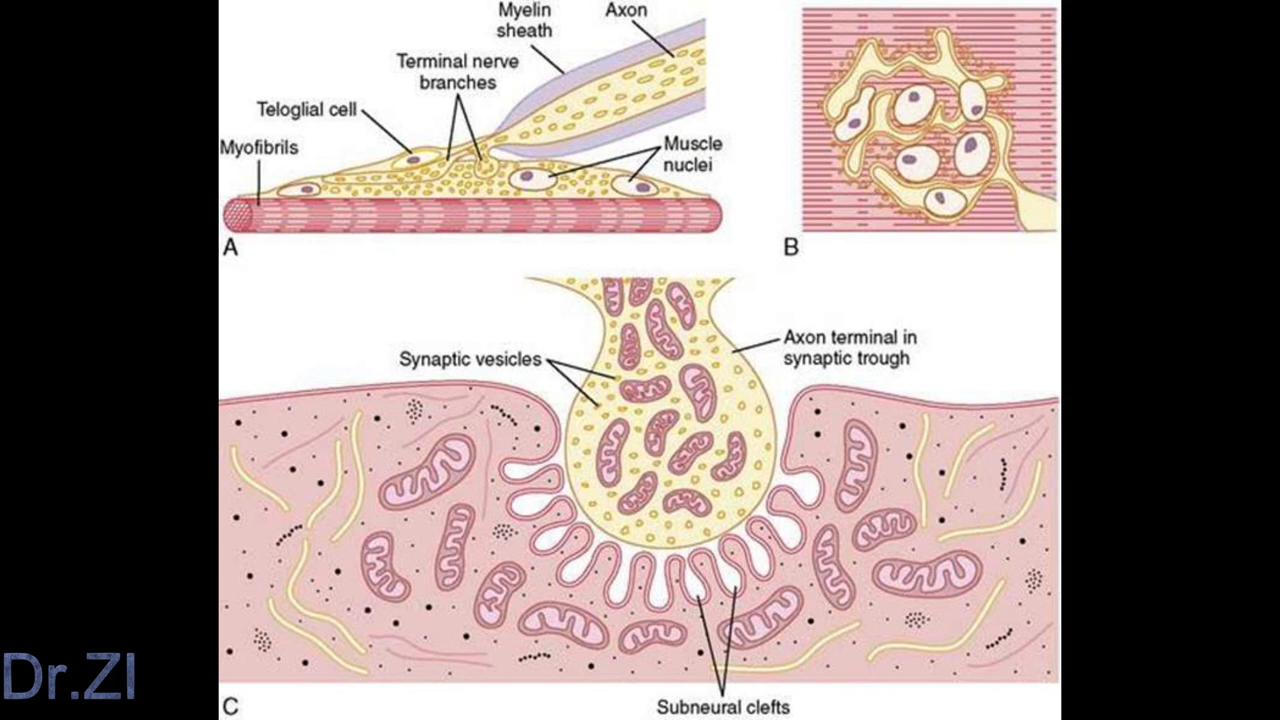 Myelin
sheath
Axon
Terminal nerve
branches
Teloglial cell
Myofibrils
Muscle
nuclei
A
B
Synaptic vesicles
Axon terminal in
synaptic trough
Subneural clefts
C
Dr.ZI